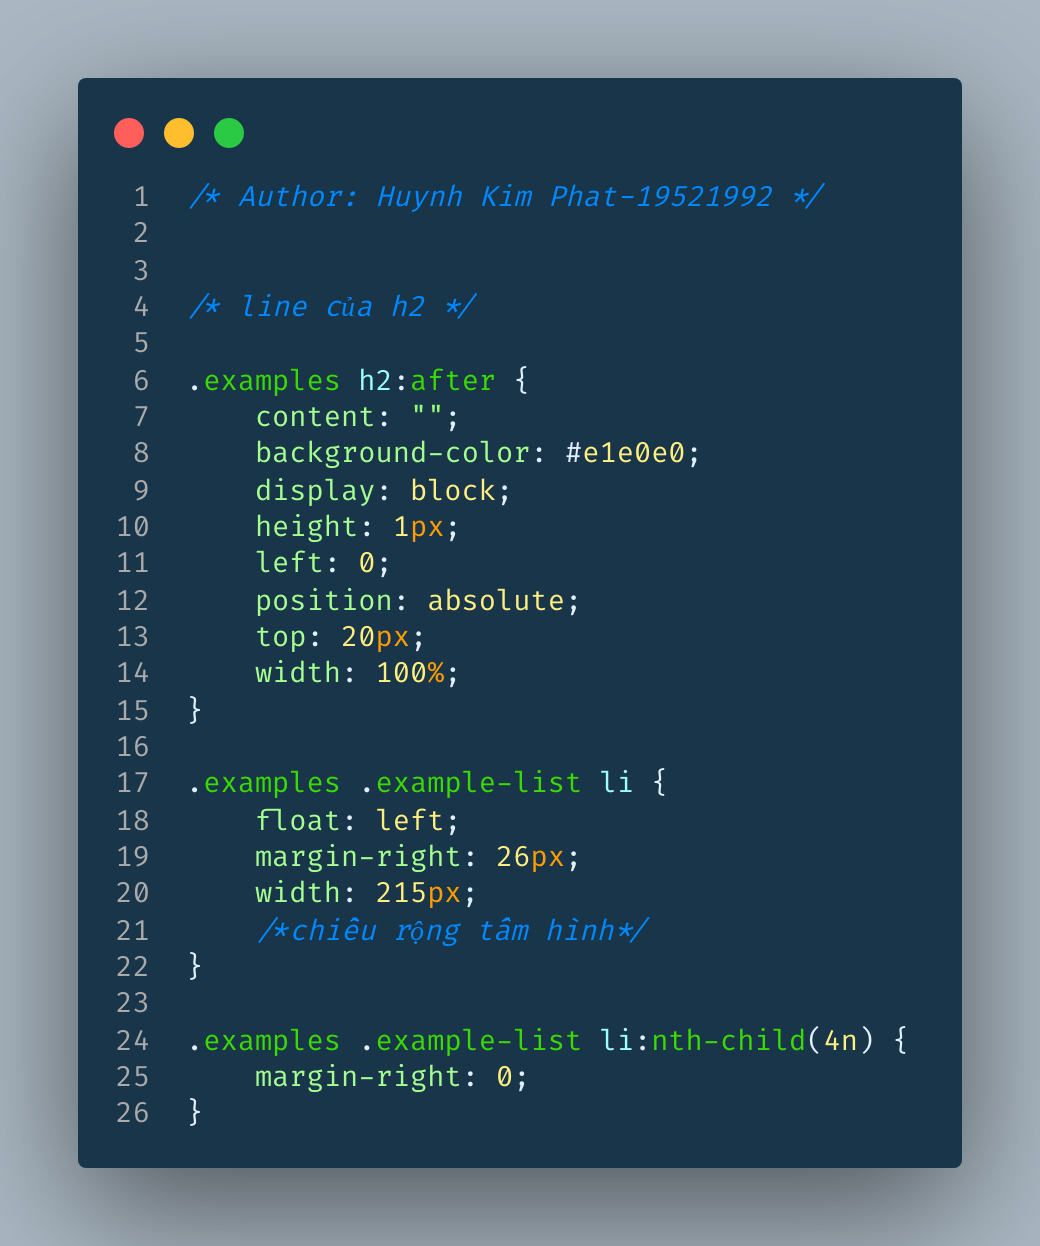 1 /* Author: Huynh Kim Phat-19521992 */
2
3
4 /* line của h2 */
5
6 .examples h2:after {
7     content: "";
8     background-color: #e1e0e0;
9     display: block;
10     height: 1px;
11     left: 0;
12     position: absolute;
13     top: 20px;
14     width: 100%;
15 }
16
17 .examples .example-list li {
18     float: left;
19     margin-right: 26px;
20     width: 215px;
21     /*chiều rộng tấm hình*/
22 }
23
24 .examples .example-list li:nth-child(4n) {
25     margin-right: 0;
26 }